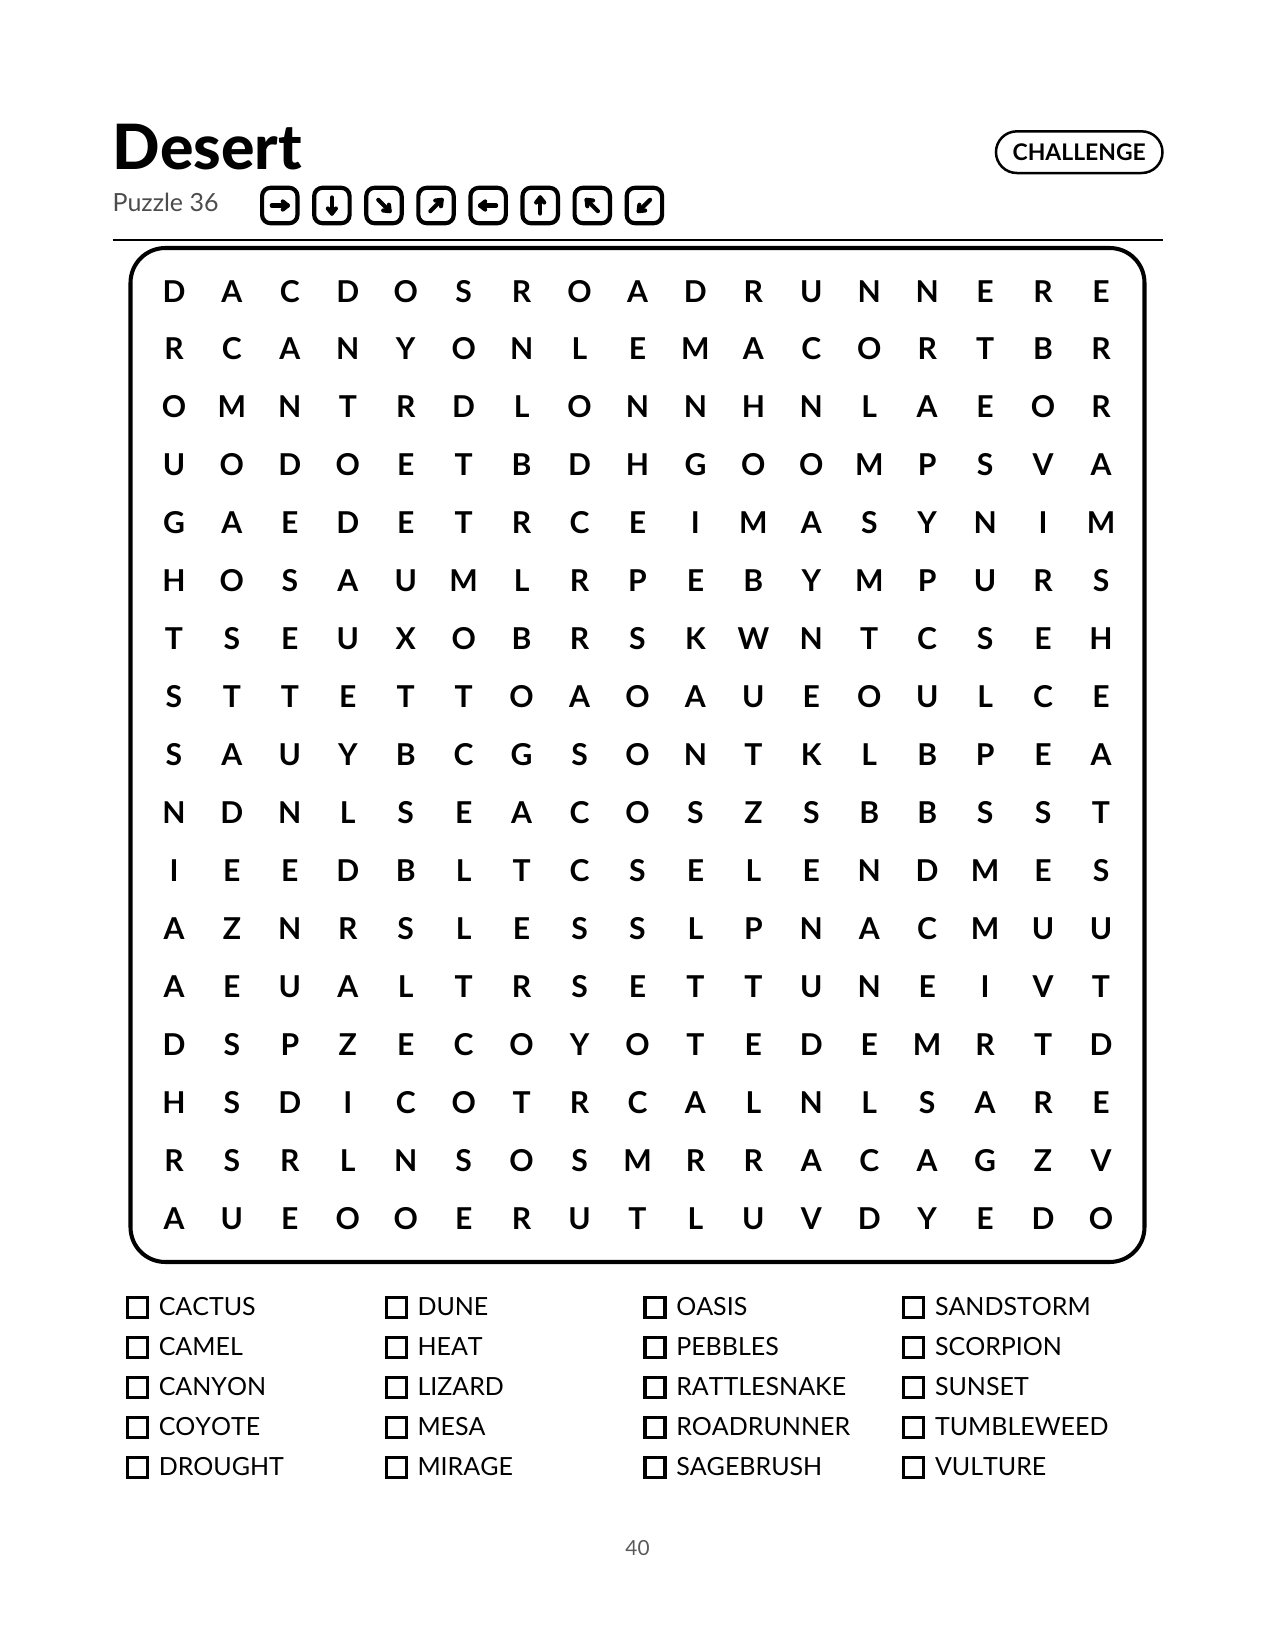 Desert
CHALLENGE
Puzzle 36
D A C D O S R O A D R U N N E R E
R C A N Y O N L E M A C O R T B R
O M N T R D L O N N H N L A E O R
U O D O E T B D H G O O M P S V A
G A E D E T R C E I M A S Y N I M
H O S A U M L R P E B Y M P U R S
T S E U X O B R S K W N T C S E H
S T T E T T O A O A U E O U L C E
S A U Y B C G S O N T K L B P E A
N D N L S E A C O S Z S B B S S T
I E E D B L T C S E L E N D M E S
A Z N R S L E S S L P N A C M U U
A E U A L T R S E T T U N E I V T
D S P Z E C O Y O T E D E M R T D
H S D I C O T R C A L N L S A R E
R S R L N S O S M R R A C A G Z V
A U E O O E R U T L U V D Y E D O
CACTUS DUNE OASIS SANDSTORM
CAMEL HEAT PEBBLES SCORPION
CANYON LIZARD RATTLESNAKE SUNSET
COYOTE MESA ROADRUNNER TUMBLEWEED
DROUGHT MIRAGE SAGEBRUSH VULTURE
40